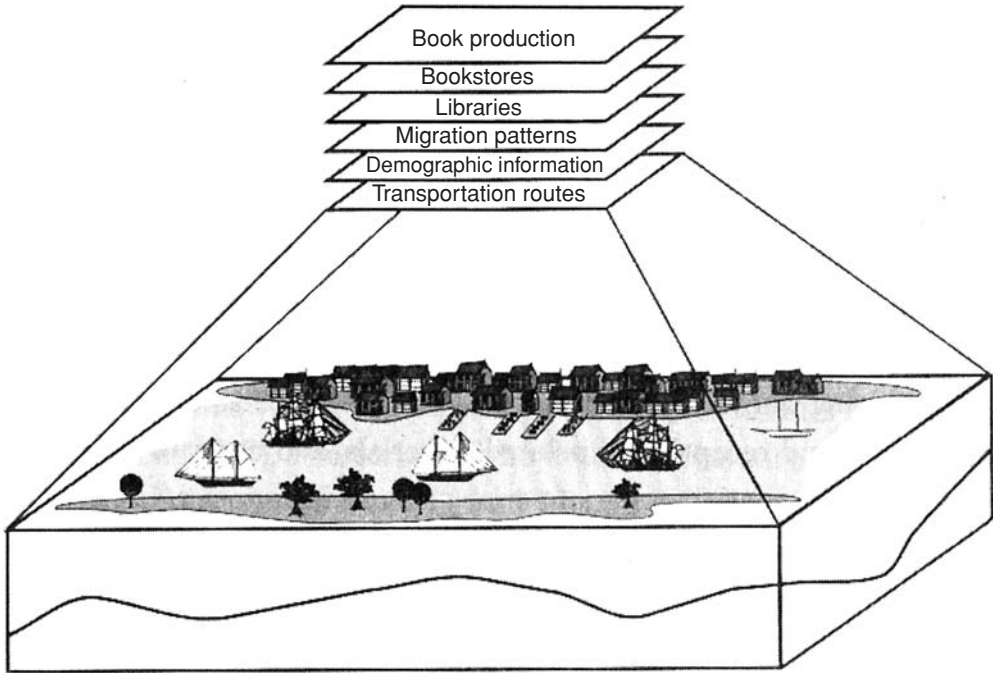 Book production
Bookstores
Libraries
Migration patterns
Demographic information
Transportation routes